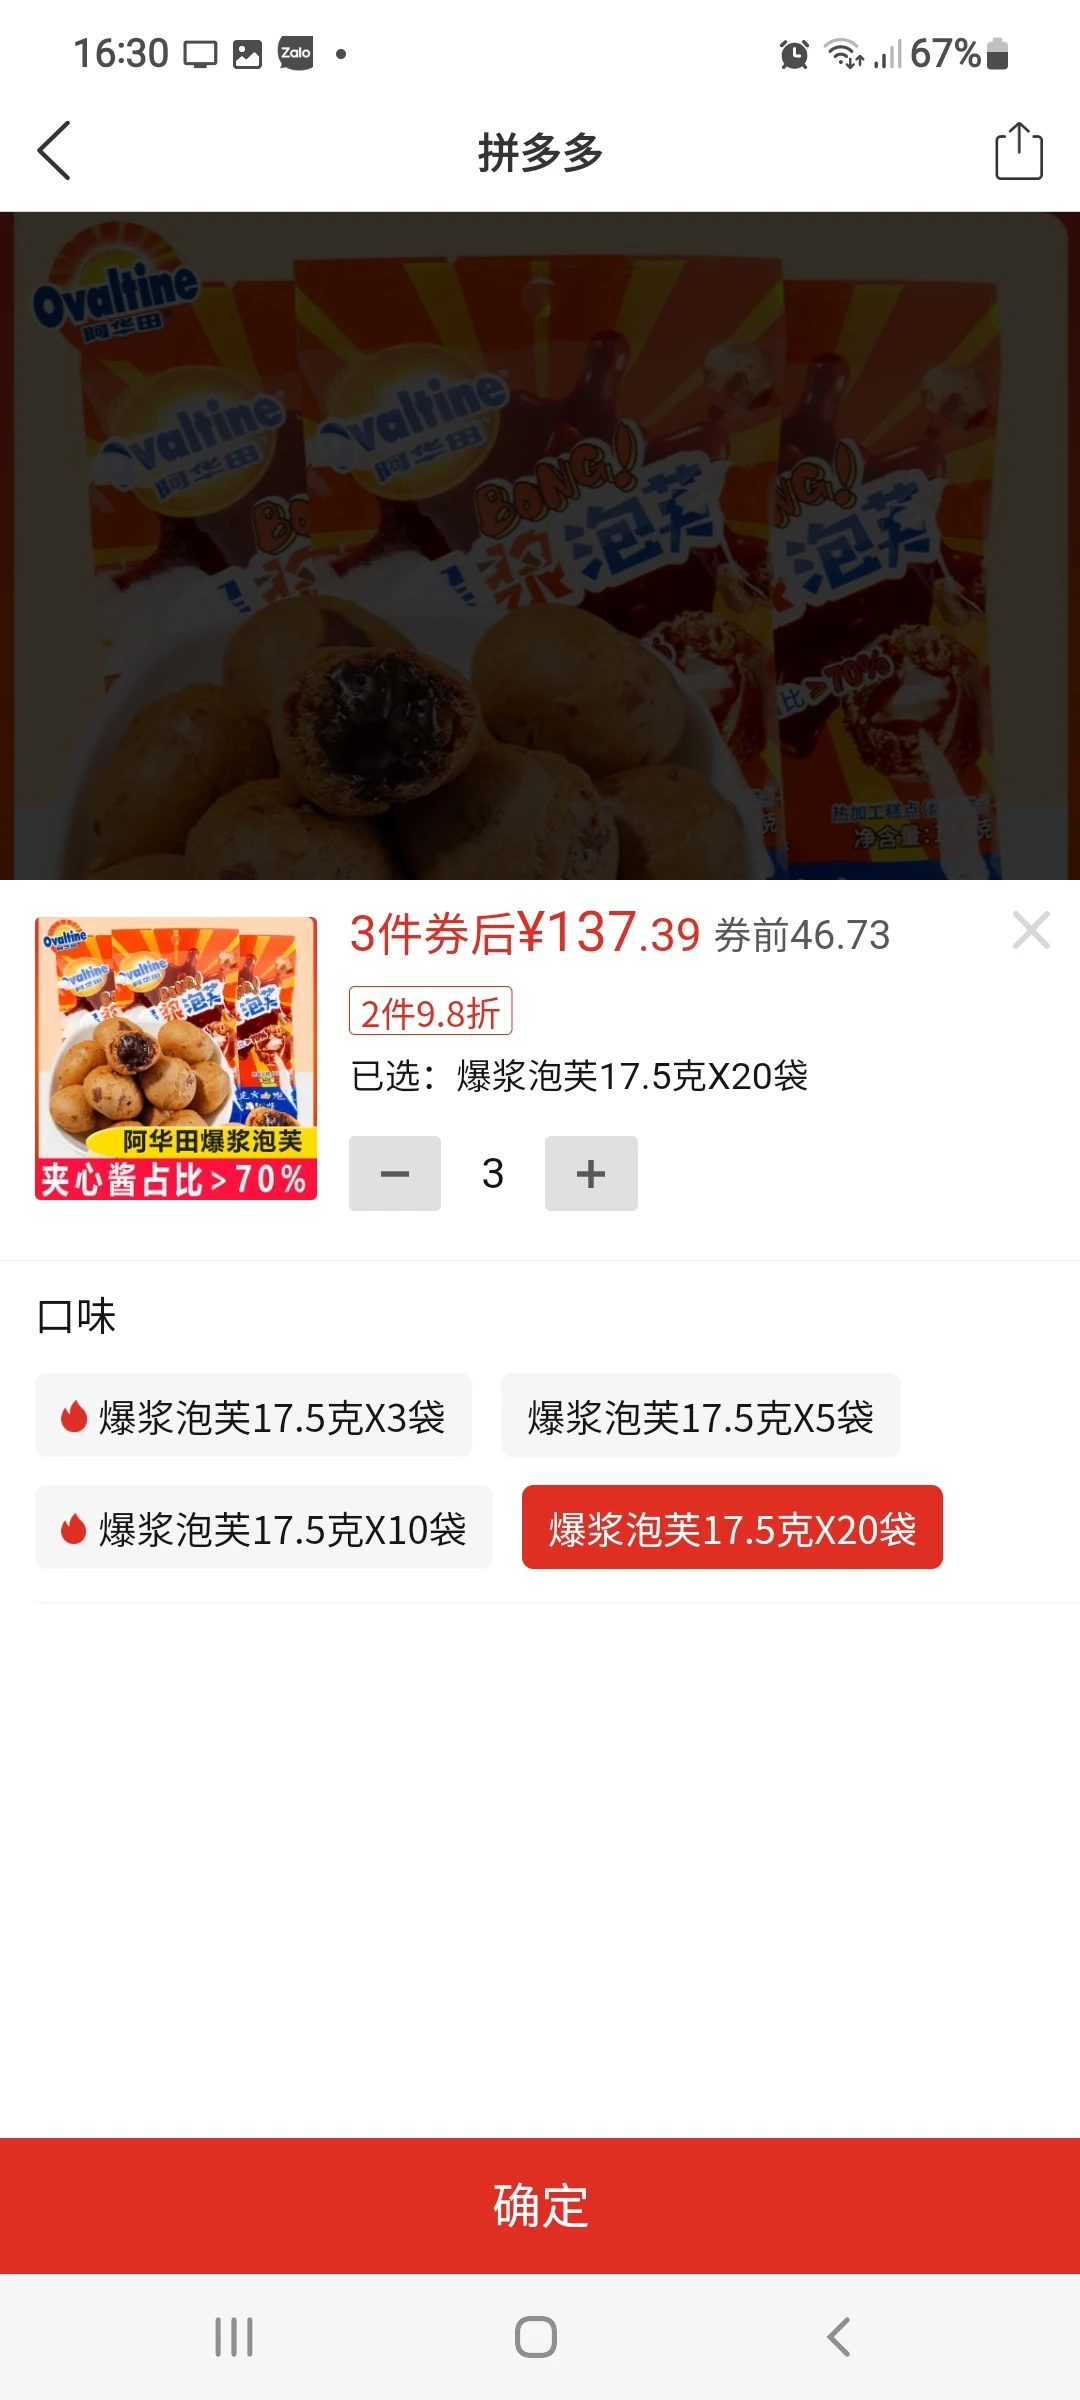 16:30
Zalo
67%
拼多多
Ovaltine
阿华田
Ovaltine
阿华田
Ovaltine
阿华田
BONG!
浆泡芙
泡芙
比>70%
3件券后¥137.39 券前46.73
2件9.8折
已选：爆浆泡芙17.5克X20袋
3
Ovaltine
阿华田爆浆泡芙
夹心酱占比>70%
口味
爆浆泡芙17.5克X3袋
爆浆泡芙17.5克X5袋
爆浆泡芙17.5克X10袋
爆浆泡芙17.5克X20袋
确定